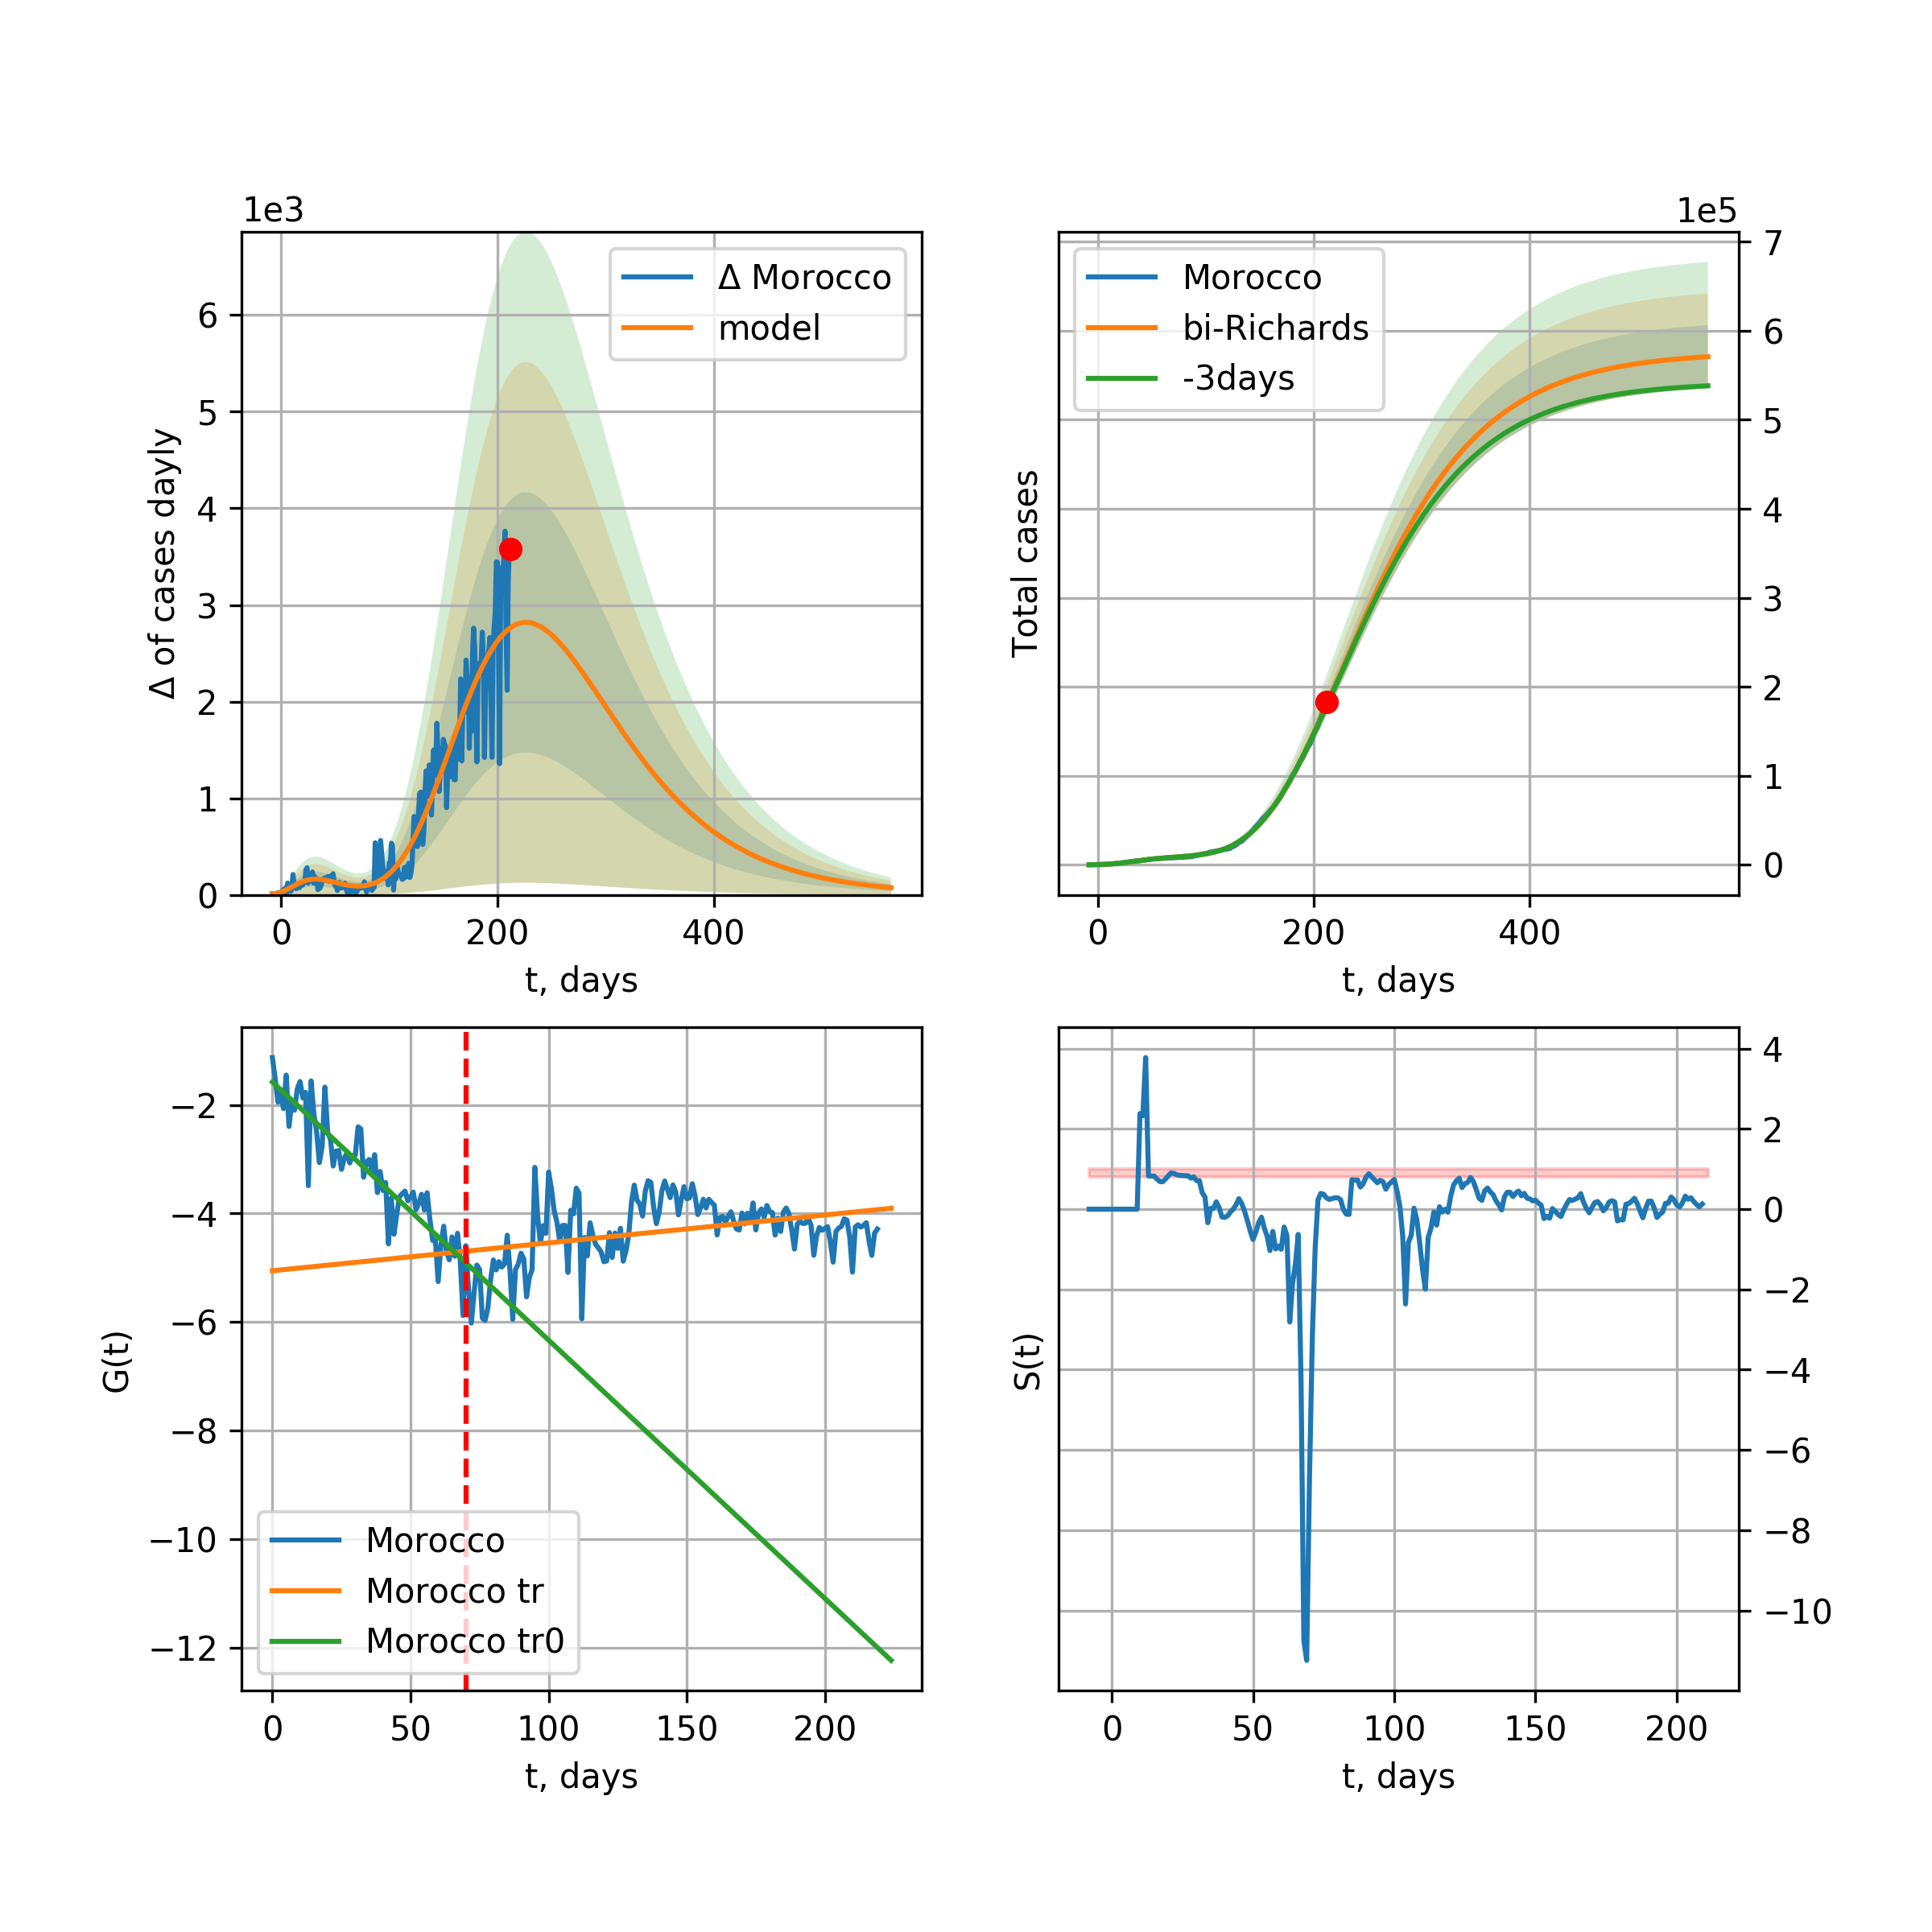 1e3
Δ of cases dayly
6
5
4
3
2
1
0
0
200
400
t, days
Δ Morocco
model
1e5
Total cases
7
6
5
4
3
2
1
0
0
200
400
t, days
Morocco
bi-Richards
-3days
G(t)
−2
−4
−6
−8
−10
−12
0
50
100
150
200
t, days
Morocco
Morocco tr
Morocco tr0
S(t)
4
2
0
−2
−4
−6
−8
−10
0
50
100
150
200
t, days